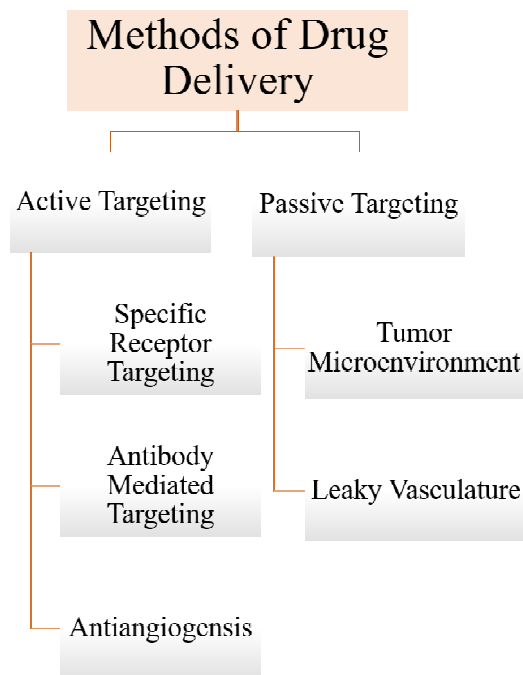 Methods of Drug
Delivery
Active Targeting
Specific
Receptor
Targeting
Antibody
Mediated
Targeting
Antiangiogensis
Passive Targeting
Tumor
Microenvironment
Leaky Vasculature